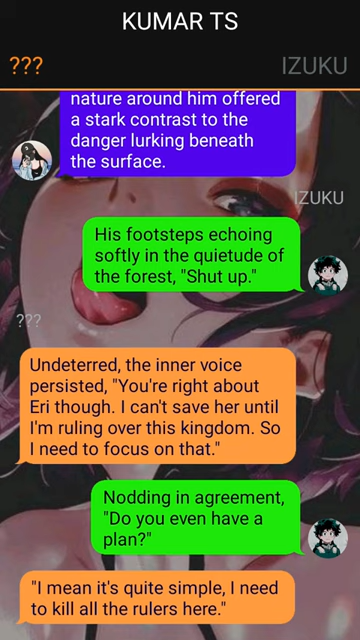 KUMAR TS
???
IZUKU
nature around him offered
a stark contrast to the
danger lurking beneath
the surface.
IZUKU
His footsteps echoing
softly in the quietude of
the forest, "Shut up."
???
Undeterred, the inner voice
persisted, "You're right about
Eri though. I can't save her until
I'm ruling over this kingdom. So
I need to focus on that."
Nodding in agreement,
"Do you even have a
plan?"
"I mean it's quite simple, I need
to kill all the rulers here."